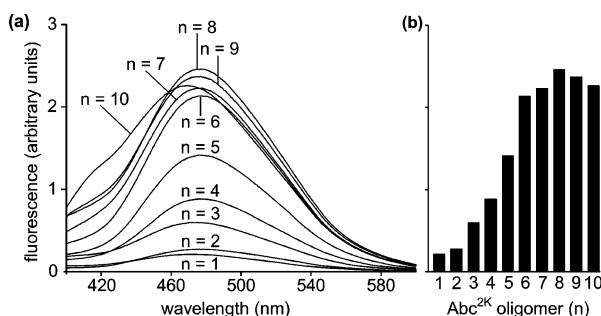 (a)
fluorescence (arbitrary units)
3
2
1
0
n = 8
n = 9
n = 7
n = 10
n = 6
n = 5
n = 4
n = 3
n = 2
n = 1
420 460 500 540 580
wavelength (nm)
(b)
1 2 3 4 5 6 7 8 9 10
Abc2K oligomer (n)